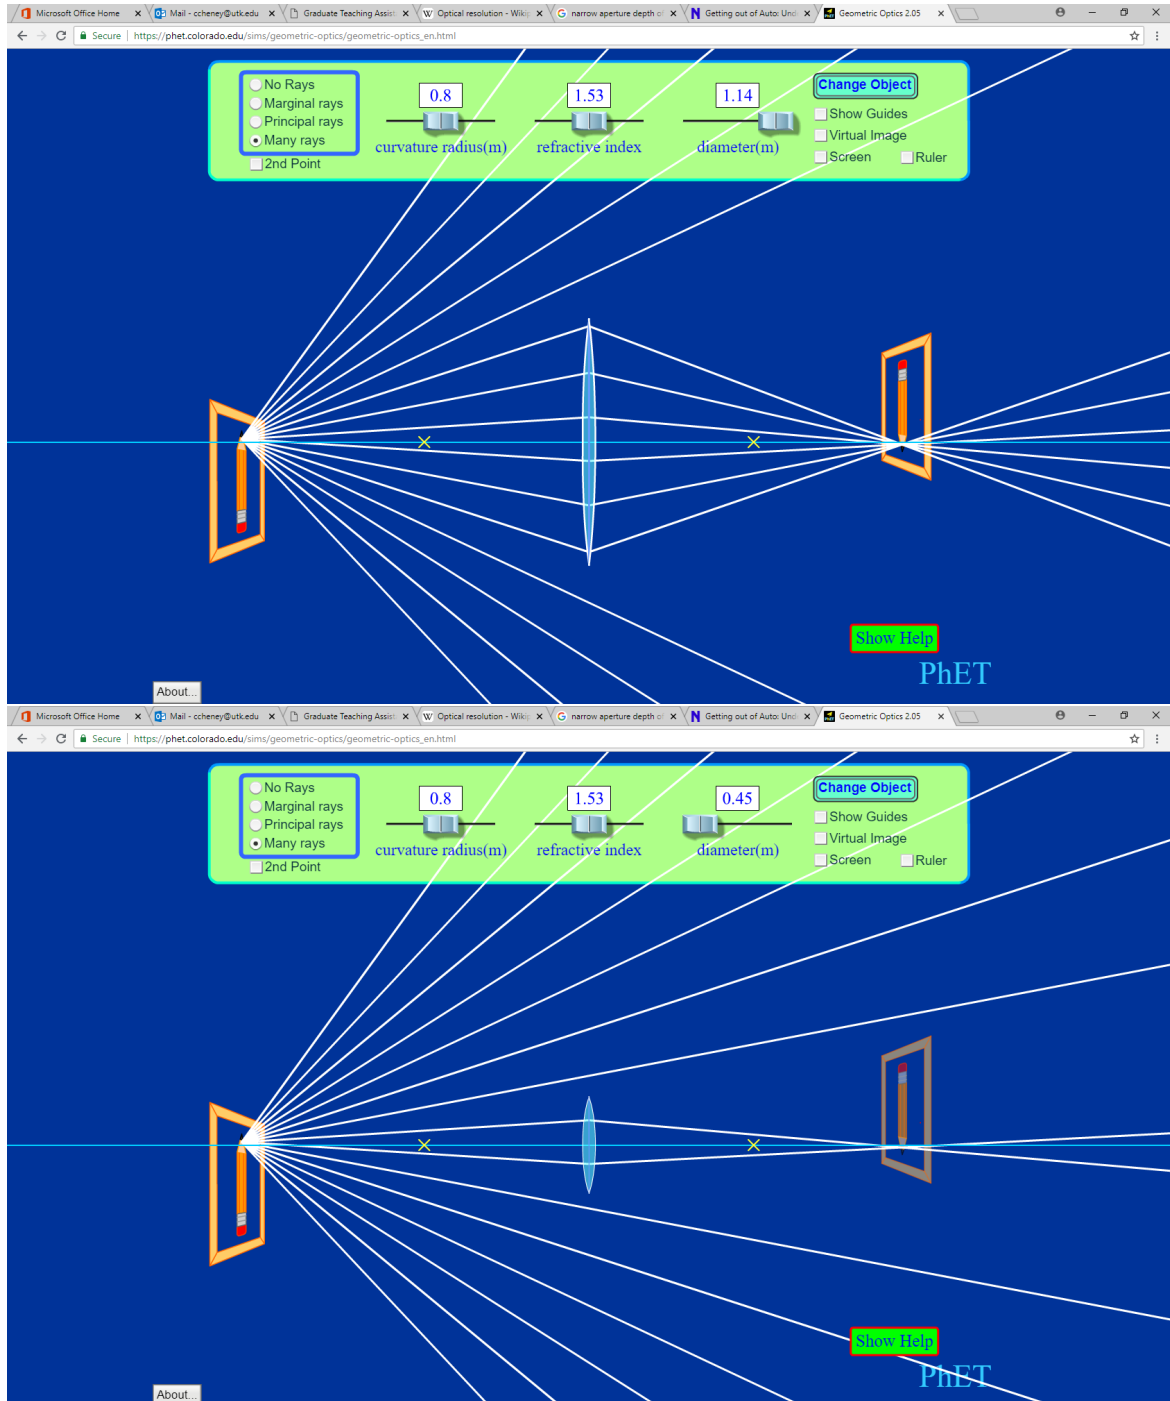 Microsoft Office Home
Mail - ccheney@utk.edu
Graduate Teaching Assist
Optical resolution - Wikip
narrow aperture depth of
Getting out of Auto: Und
Geometric Optics 2.05
Secure | https://phet.colorado.edu/sims/geometric-optics/geometric-optics_en.html
No Rays
Marginal rays
Principal rays
Many rays
2nd Point
0.8
curvature radius(m)
1.53
refractive index
1.14
diameter(m)
Change Object
Show Guides
Virtual Image
Screen
Ruler
Show Help
PhET
About...
Microsoft Office Home
Mail - ccheney@utk.edu
Graduate Teaching Assist
Optical resolution - Wikip
narrow aperture depth of
Getting out of Auto: Und
Geometric Optics 2.05
Secure | https://phet.colorado.edu/sims/geometric-optics/geometric-optics_en.html
No Rays
Marginal rays
Principal rays
Many rays
2nd Point
0.8
curvature radius(m)
1.53
refractive index
0.45
diameter(m)
Change Object
Show Guides
Virtual Image
Screen
Ruler
Show Help
PhET
About...